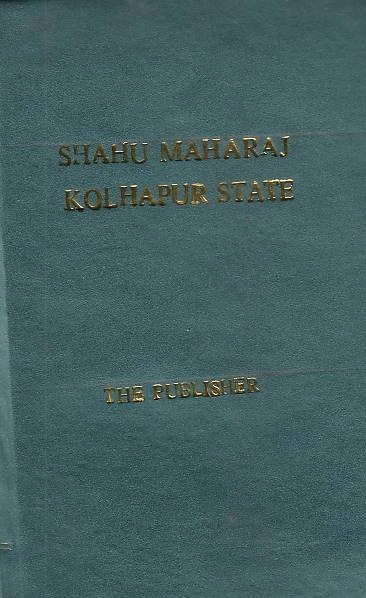 SHAHU MAHARAJ
KOLHAPUR STATE
THE PUBLISHER